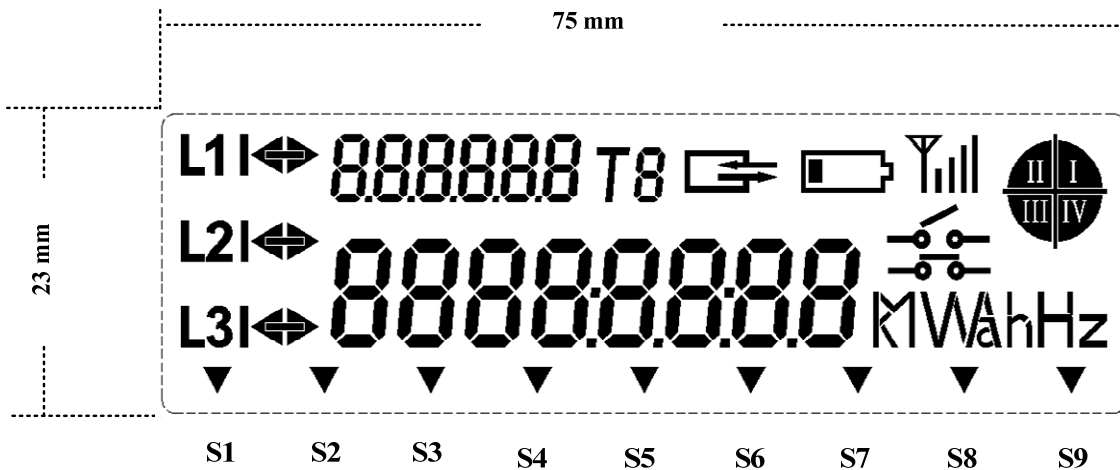 75 mm
23 mm
L1 8.8.8.8.8.8 T8 II I
III IV
L2
L3 8888:8.8:8.8 kMWAhHz
S1 S2 S3 S4 S5 S6 S7 S8 S9